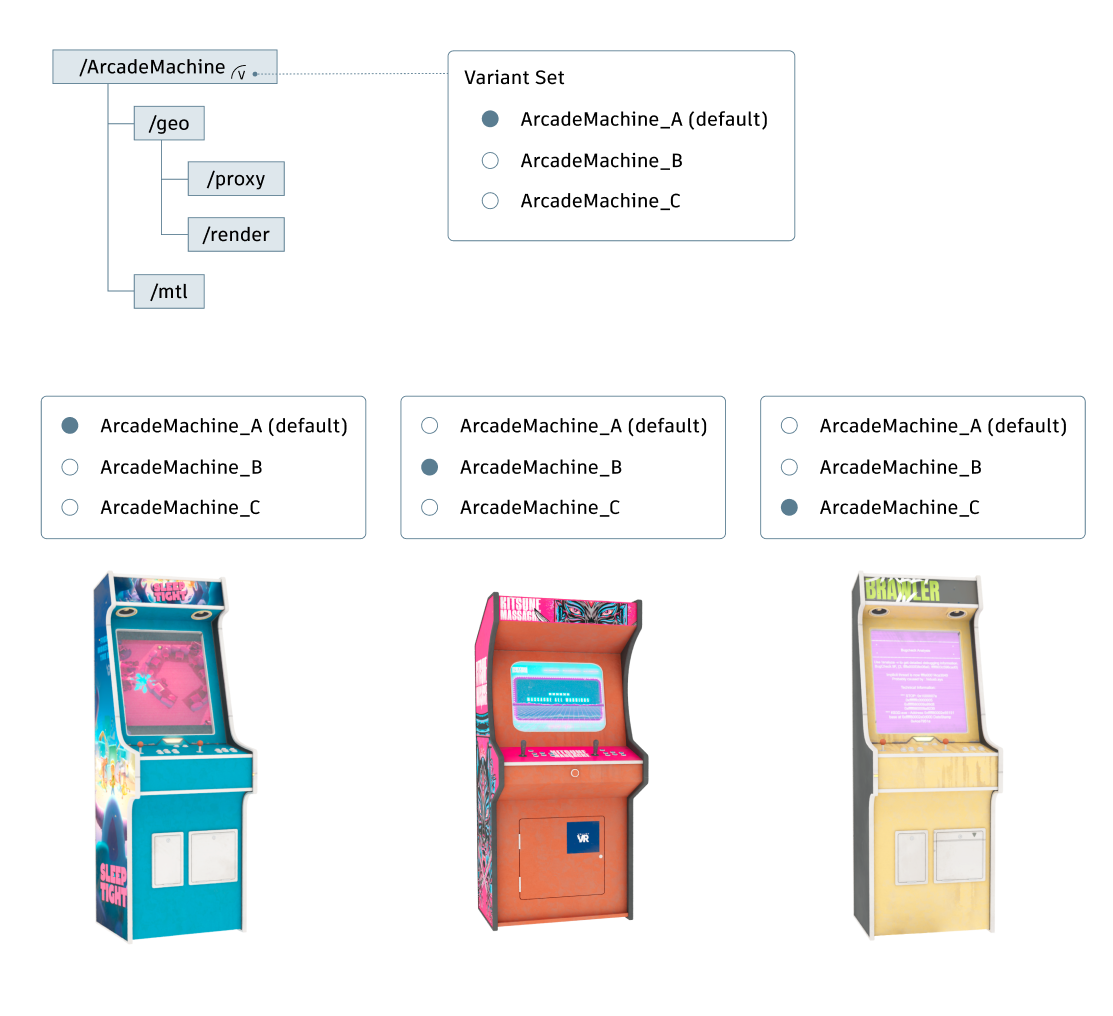 /ArcadeMachine
v
Variant Set
ArcadeMachine_A (default)
ArcadeMachine_B
ArcadeMachine_C
/geo
/proxy
/render
/mtl
ArcadeMachine_A (default)
ArcadeMachine_B
ArcadeMachine_C
ArcadeMachine_A (default)
ArcadeMachine_B
ArcadeMachine_C
ArcadeMachine_A (default)
ArcadeMachine_B
ArcadeMachine_C
SLEEP
TIGHT
SLEEP
TIGHT
KITSUNE
MASSAGE
KITSUNE
VR
BRAWLER